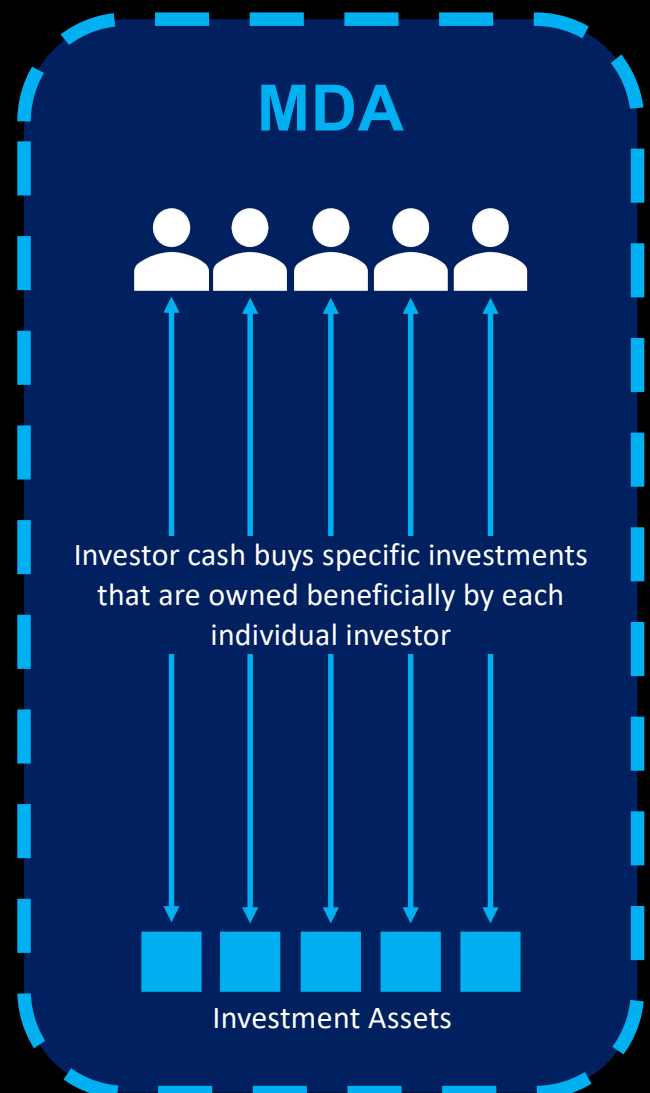 MDA
Investor cash buys specific investments
that are owned beneficially by each
individual investor
Investment Assets